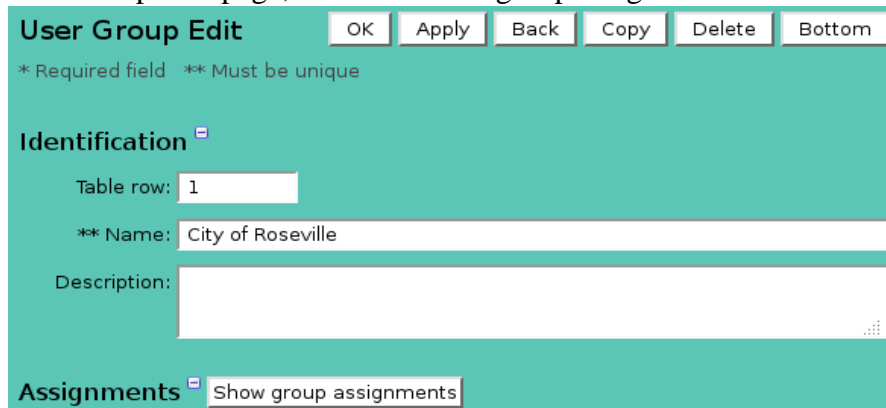 User Group Edit OK Apply Back Copy Delete Bottom
* Required field ** Must be unique
Identification
Table row: 1
** Name: City of Roseville
Description:
Assignments Show group assignments